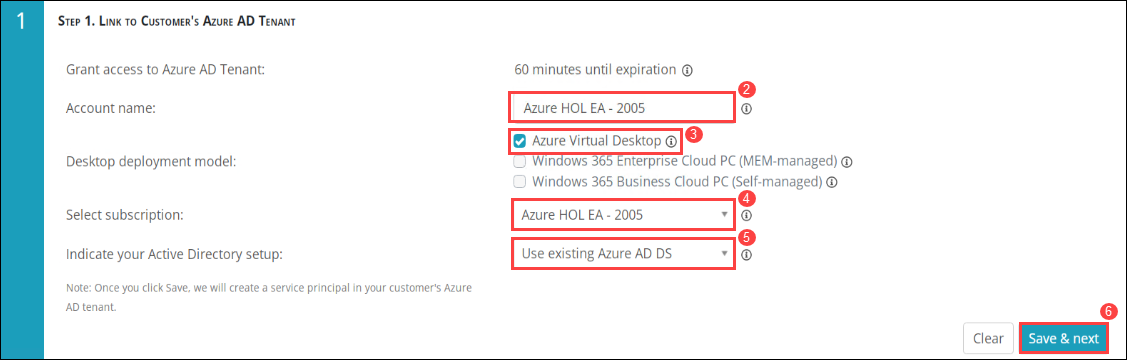 1
STEP 1. LINK TO CUSTOMER'S AZURE AD TENANT
Grant access to Azure AD Tenant: 60 minutes until expiration
Account name: Azure HOL EA - 2005 2
Azure Virtual Desktop 3
Desktop deployment model: Windows 365 Enterprise Cloud PC (MEM-managed)
Windows 365 Business Cloud PC (Self-managed)
Select subscription: Azure HOL EA - 2005 4
Indicate your Active Directory setup: Use existing Azure AD DS 5
Note: Once you click Save, we will create a service principal in your customer's Azure
AD tenant.
Clear Save & next 6